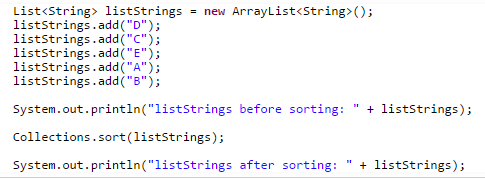 List<String> listStrings = new ArrayList<String>();
listStrings.add("D");
listStrings.add("C");
listStrings.add("E");
listStrings.add("A");
listStrings.add("B");
System.out.println("listStrings before sorting: " + listStrings);
Collections.sort(listStrings);
System.out.println("listStrings after sorting: " + listStrings);